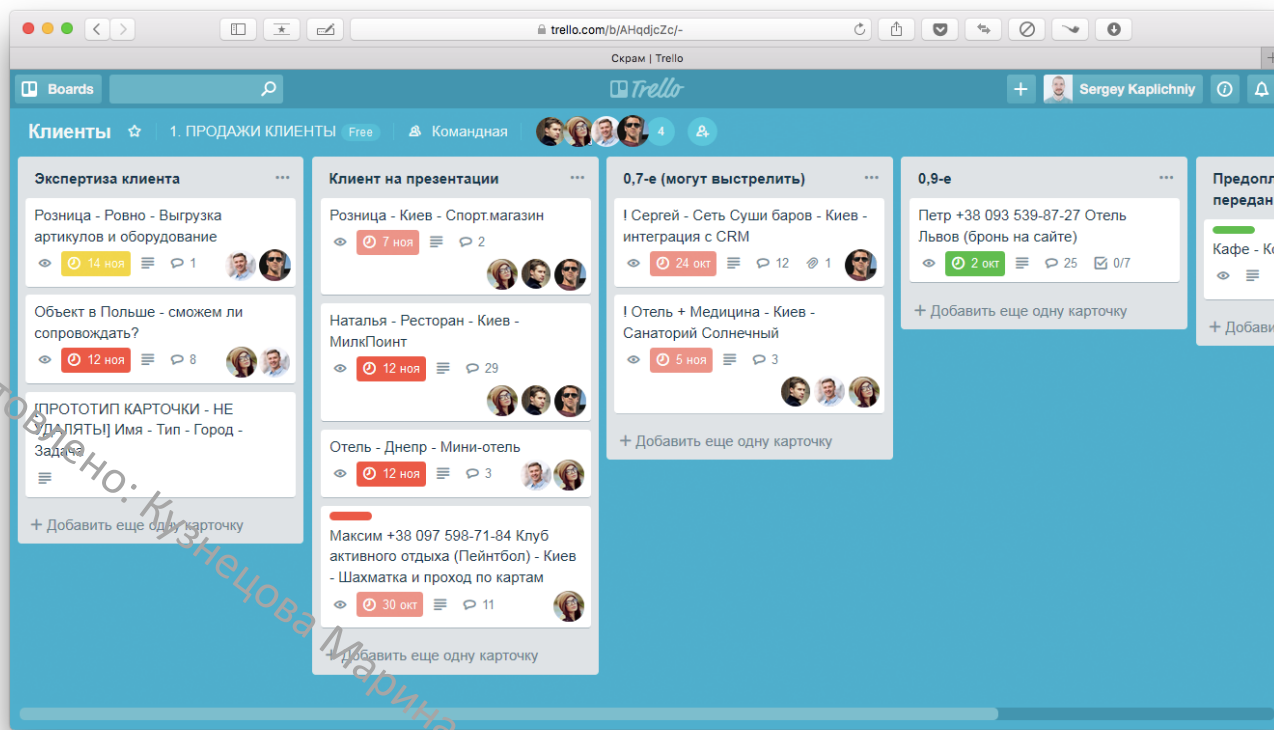 trello.com/b/AHqdjcZc/-
Скрам | Trello
Boards
Trello
Sergey Kaplichniy
Клиенты
1. ПРОДАЖИ КЛИЕНТЫ Free
Командная
4
Экспертиза клиента
Розница - Ровно - Выгрузка
артикулов и оборудование
14 ноя 1
Объект в Польше - сможем ли
сопровождать?
12 ноя 8
[ПРОТОТИП КАРТОЧКИ - НЕ
УДАЛЯТЬ!] Имя - Тип - Город -
Задача
+ Добавить еще одну карточку
Клиент на презентации
Розница - Киев - Спорт.магазин
7 ноя 2
Наталья - Ресторан - Киев -
МилкПоинт
12 ноя 29
Отель - Днепр - Мини-отель
12 ноя 3
Максим +38 097 598-71-84 Клуб
активного отдыха (Пейнтбол) - Киев
- Шахматка и проход по картам
30 окт 11
+ Добавить еще одну карточку
0,7-е (могут выстрелить)
! Сергей - Сеть Суши баров - Киев -
интеграция с CRM
24 окт 12 1
! Отель + Медицина - Киев -
Санаторий Солнечный
5 ноя 3
+ Добавить еще одну карточку
0,9-е
Петр +38 093 539-87-27 Отель
Львов (бронь на сайте)
2 окт 25 0/7
+ Добавить еще одну карточку
Предопл
передан
Кафе - Ко
+ Добави
товлено: Кузнецова Марина